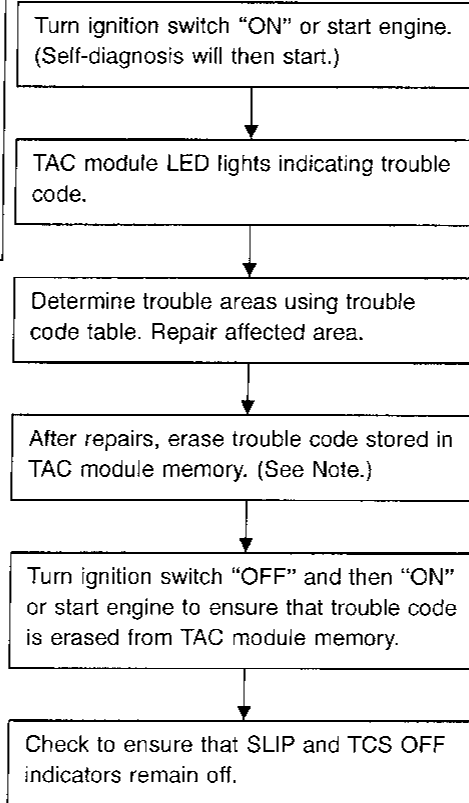 Turn ignition switch “ON” or start engine.
(Self-diagnosis will then start.)
TAC module LED lights indicating trouble
code.
Determine trouble areas using trouble
code table. Repair affected area.
After repairs, erase trouble code stored in
TAC module memory. (See Note.)
Turn ignition switch “OFF” and then “ON”
or start engine to ensure that trouble code
is erased from TAC module memory.
Check to ensure that SLIP and TCS OFF
indicators remain off.